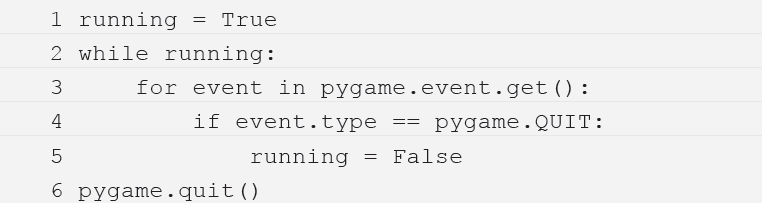 1 running = True
2 while running:
3     for event in pygame.event.get():
4         if event.type == pygame.QUIT:
5             running = False
6 pygame.quit()